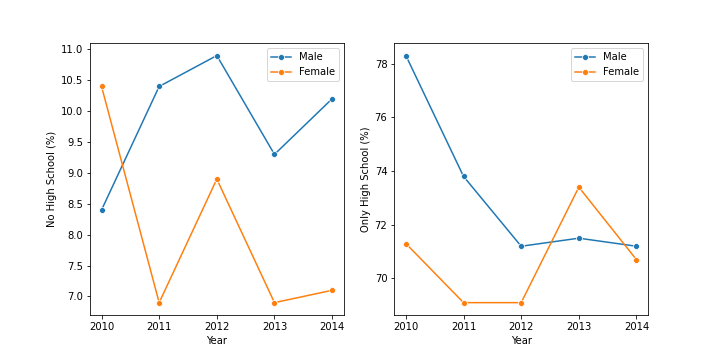 No High School (%)
11.0
10.5
10.0
9.5
9.0
8.5
8.0
7.5
7.0
2010 2011 2012 2013 2014
Year
Male
Female
Only High School (%)
78
76
74
72
70
2010 2011 2012 2013 2014
Year
Male
Female